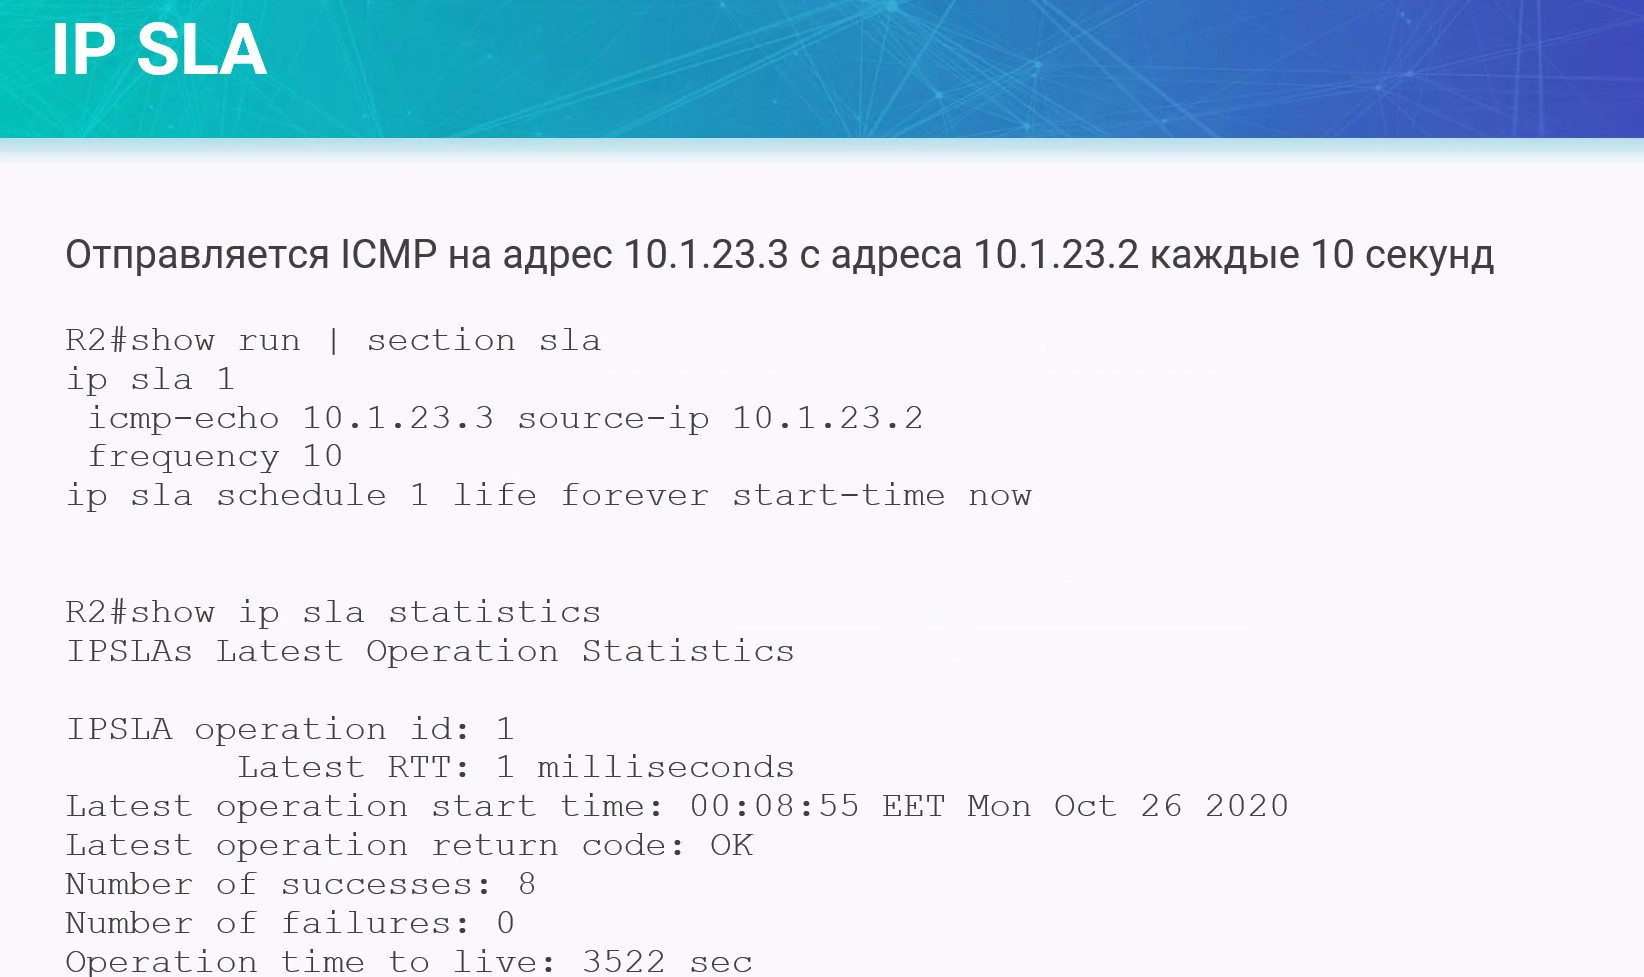 IP SLA
Отправляется ICMP на адрес 10.1.23.3 с адреса 10.1.23.2 каждые 10 секунд
R2#show run | section sla
ip sla 1
 icmp-echo 10.1.23.3 source-ip 10.1.23.2
 frequency 10
ip sla schedule 1 life forever start-time now
R2#show ip sla statistics
IPSLAs Latest Operation Statistics
IPSLA operation id: 1
        Latest RTT: 1 milliseconds
Latest operation start time: 00:08:55 EET Mon Oct 26 2020
Latest operation return code: OK
Number of successes: 8
Number of failures: 0
Operation time to live: 3522 sec